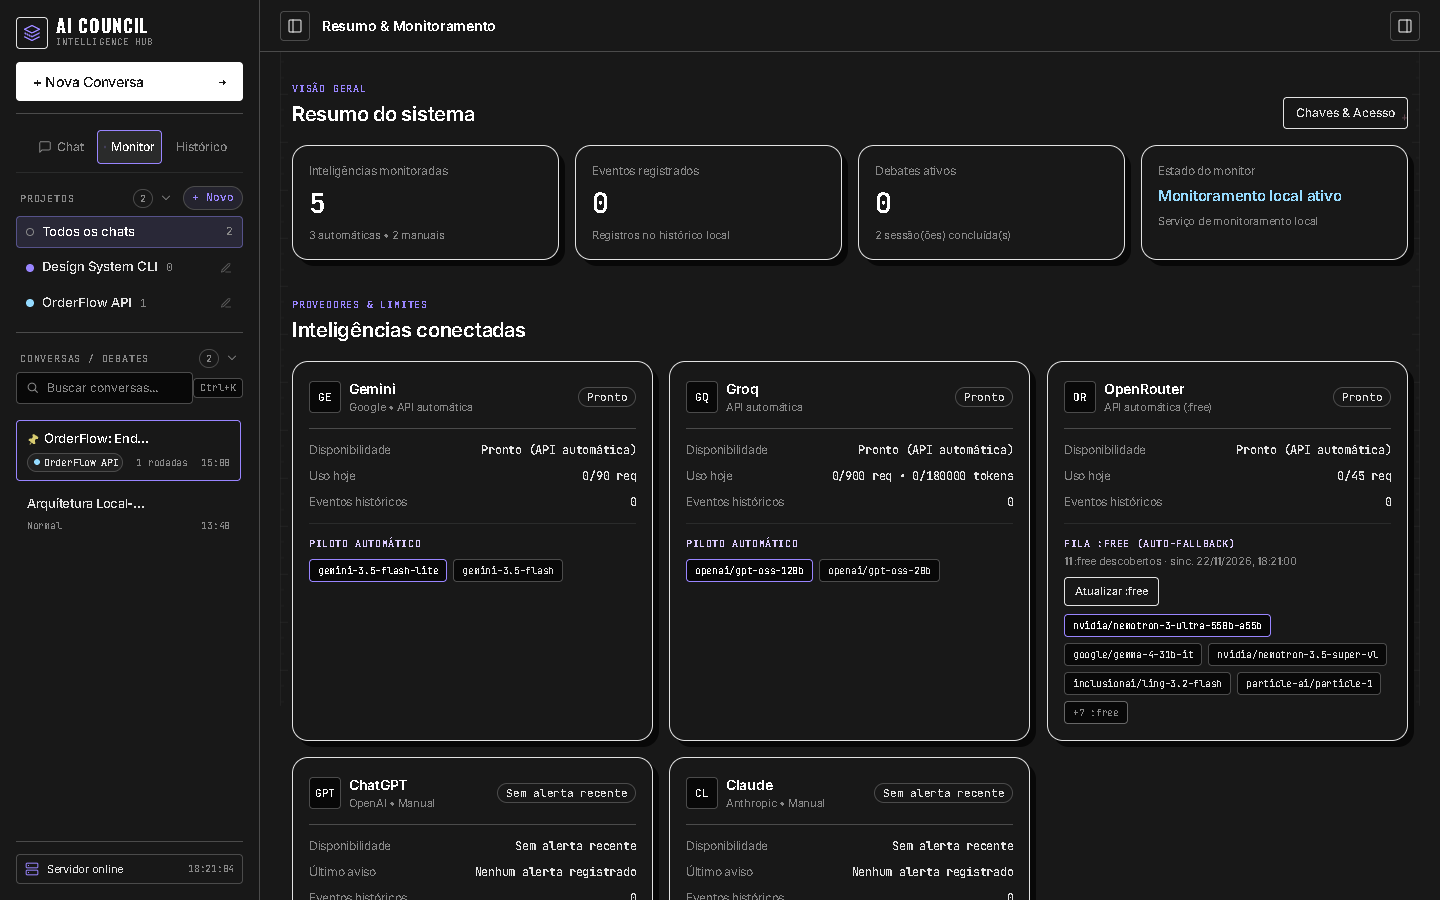 AI COUNCIL
INTELLIGENCE HUB
+ Nova Conversa →
Chat Monitor Histórico
PROJETOS 2 + Novo
Todos os chats 2
Design System CLI 0
OrderFlow API 1
CONVERSAS / DEBATES 2
Buscar conversas... Ctrl+K
OrderFlow: End...
OrderFlow API 1 rodadas 15:08
Arquitetura Local-...
Normal 13:48
Servidor online 18:21:04
Resumo & Monitoramento
VISÃO GERAL
Resumo do sistema
Chaves & Acesso
Inteligências monitoradas
5
3 automáticas • 2 manuais
Eventos registrados
0
Registros no histórico local
Debates ativos
0
2 sessão(ões) concluída(s)
Estado do monitor
Monitoramento local ativo
Serviço de monitoramento local
PROVEDORES & LIMITES
Inteligências conectadas
GE Gemini
Google • API automática
Pronto
Disponibilidade Pronto (API automática)
Uso hoje 0/90 req
Eventos históricos 0
PILOTO AUTOMÁTICO
gemini-3.5-flash-lite gemini-3.5-flash
GQ Groq
API automática
Pronto
Disponibilidade Pronto (API automática)
Uso hoje 0/900 req • 0/180000 tokens
Eventos históricos 0
PILOTO AUTOMÁTICO
openai/gpt-oss-120b openai/gpt-oss-20b
OR OpenRouter
API automática (:free)
Pronto
Disponibilidade Pronto (API automática)
Uso hoje 0/45 req
Eventos históricos 0
FILA :FREE (AUTO-FALLBACK)
11 :free descobertos · sinc. 22/11/2026, 18:21:00
Atualizar :free
nvidia/nemotron-3-ultra-550b-a55b
google/gemma-4-31b-it nvidia/nemotron-3.5-super-vl
inclusionai/ling-3.2-flash particle-ai/particle-1
+7 :free
GPT ChatGPT
OpenAI • Manual
Sem alerta recente
Disponibilidade Sem alerta recente
Último aviso Nenhum alerta registrado
Eventos históricos 0
CL Claude
Anthropic • Manual
Sem alerta recente
Disponibilidade Sem alerta recente
Último aviso Nenhum alerta registrado
Eventos históricos 0